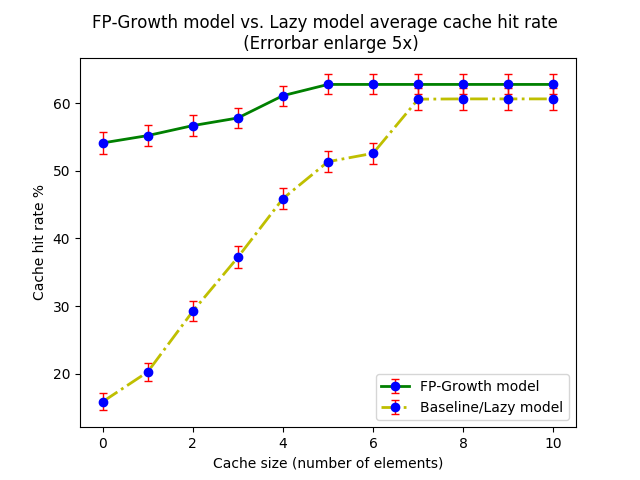 FP-Growth model vs. Lazy model average cache hit rate
(Errorbar enlarge 5x)
60
50
40
30
20
Cache hit rate %
0 2 4 6 8 10
Cache size (number of elements)
FP-Growth model
Baseline/Lazy model